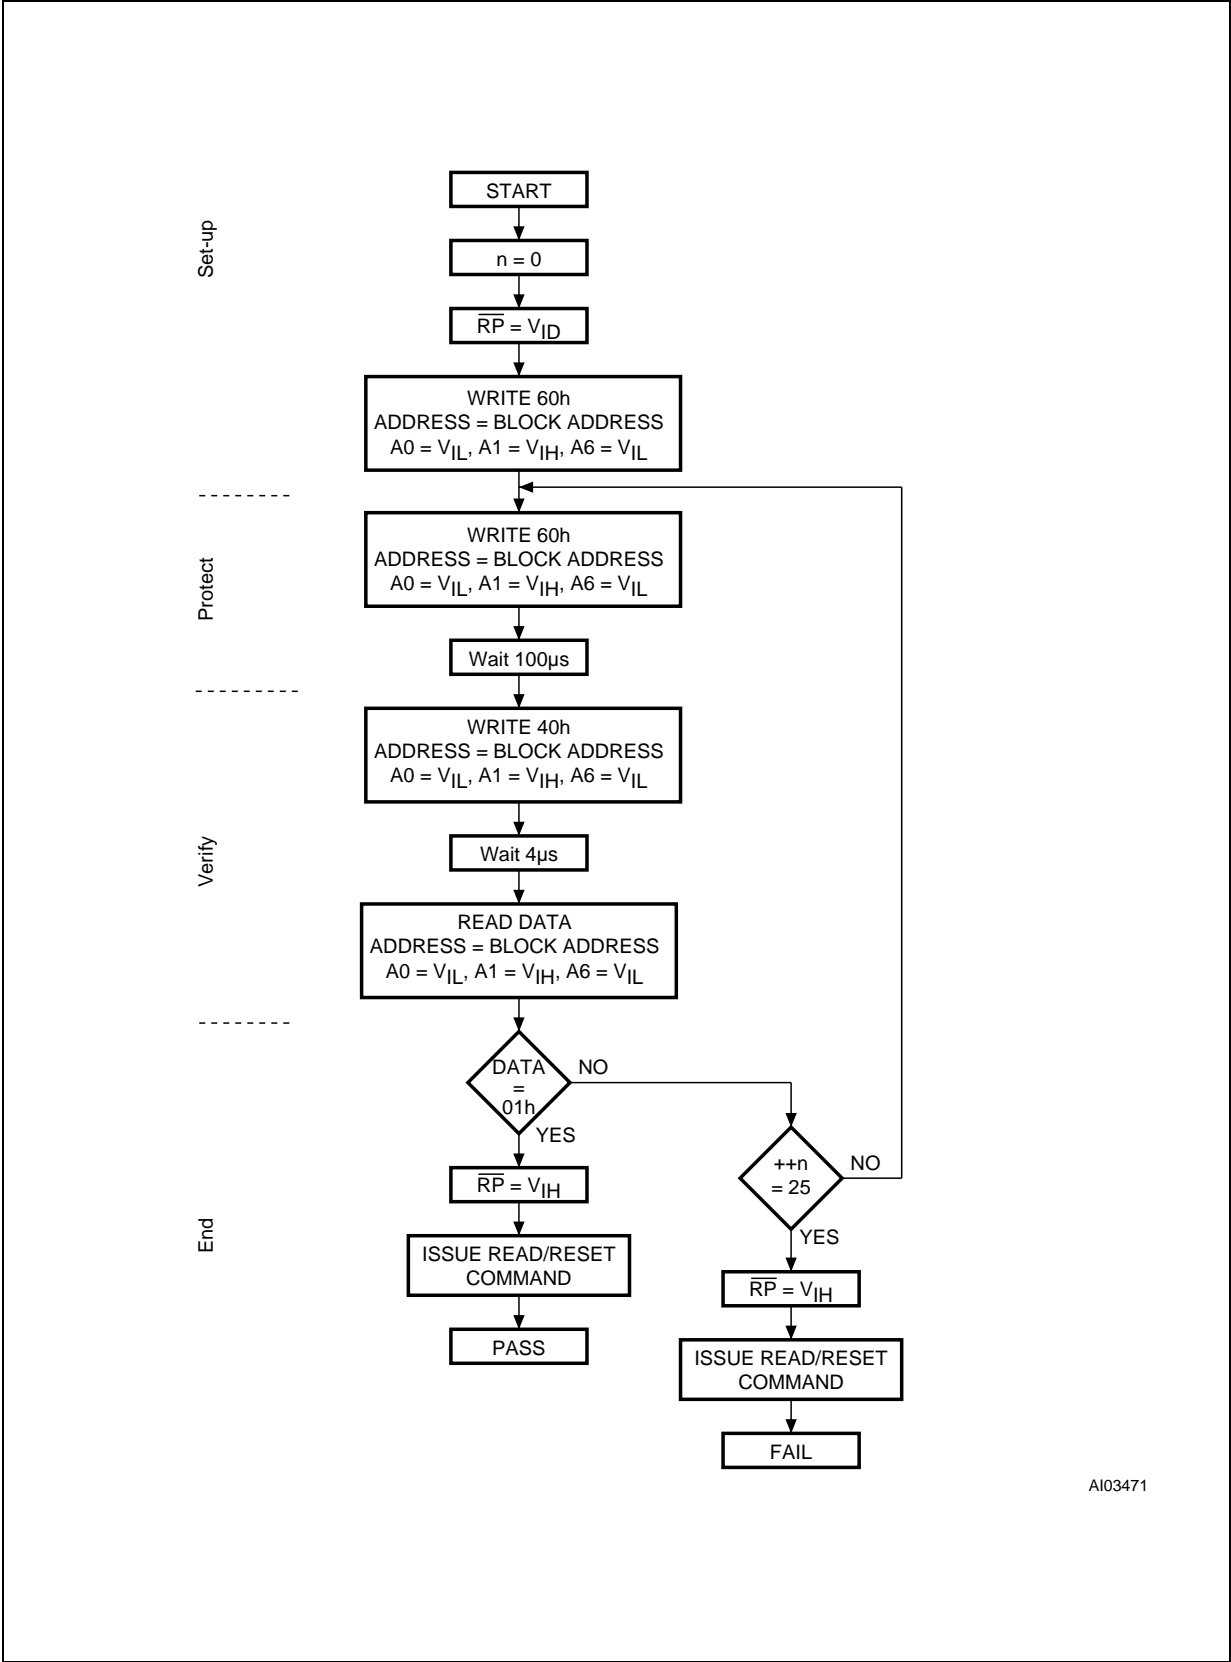 Set-up
START
n = 0
R̅P̅ = VID
WRITE 60h
ADDRESS = BLOCK ADDRESS
A0 = VIL, A1 = VIH, A6 = VIL
Protect
WRITE 60h
ADDRESS = BLOCK ADDRESS
A0 = VIL, A1 = VIH, A6 = VIL
Wait 100µs
Verify
WRITE 40h
ADDRESS = BLOCK ADDRESS
A0 = VIL, A1 = VIH, A6 = VIL
Wait 4µs
READ DATA
ADDRESS = BLOCK ADDRESS
A0 = VIL, A1 = VIH, A6 = VIL
End
DATA
=
01h
NO
YES
R̅P̅ = VIH
ISSUE READ/RESET
COMMAND
PASS
++n
= 25
NO
YES
R̅P̅ = VIH
ISSUE READ/RESET
COMMAND
FAIL
AI03471